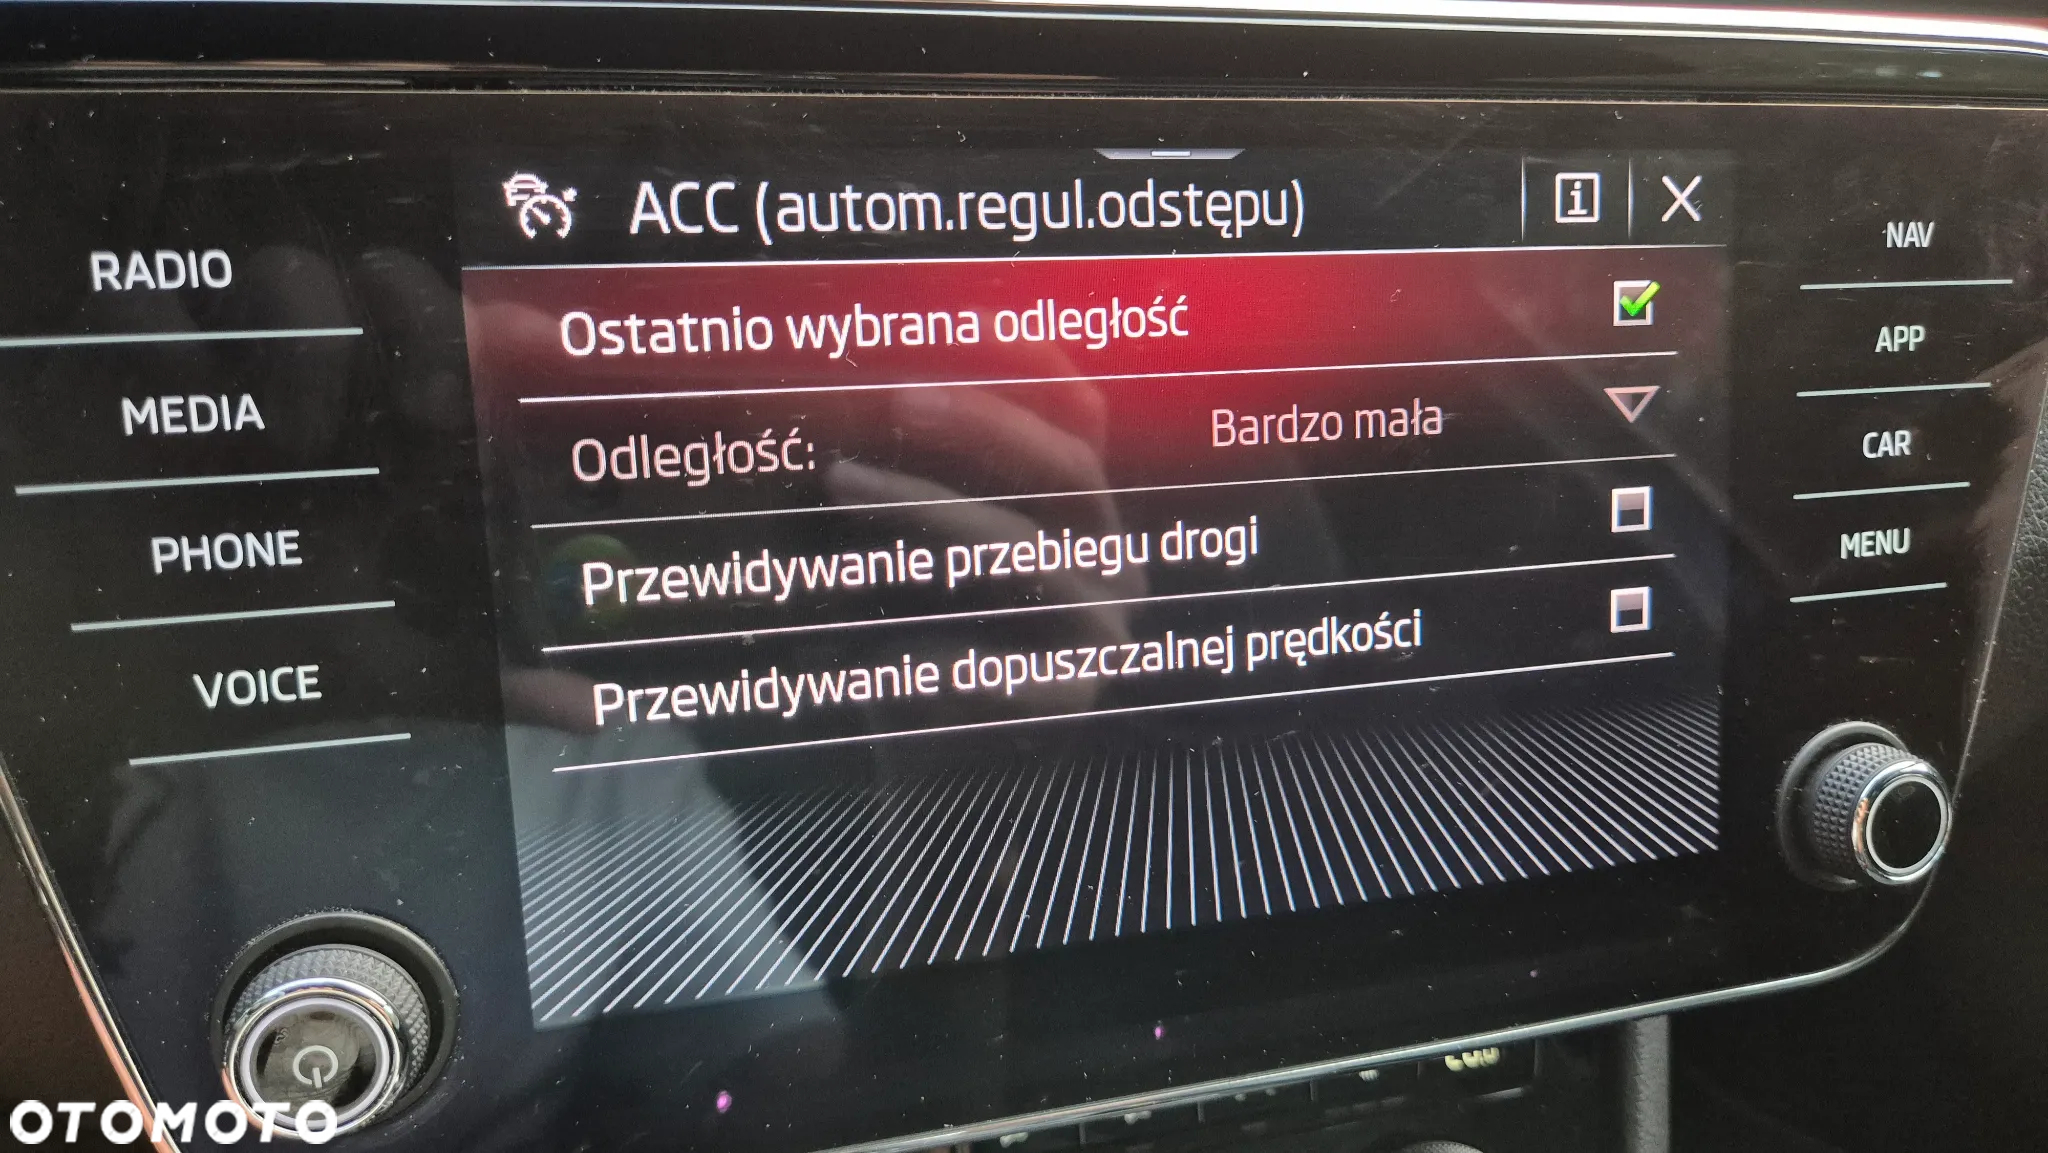 ACC (autom.regul.odstępu)
RADIO
MEDIA
PHONE
VOICE
Ostatnio wybrana odległość
Odległość: Bardzo mała
Przewidywanie przebiegu drogi
Przewidywanie dopuszczalnej prędkości
NAV
APP
CAR
MENU
OTOMOTO